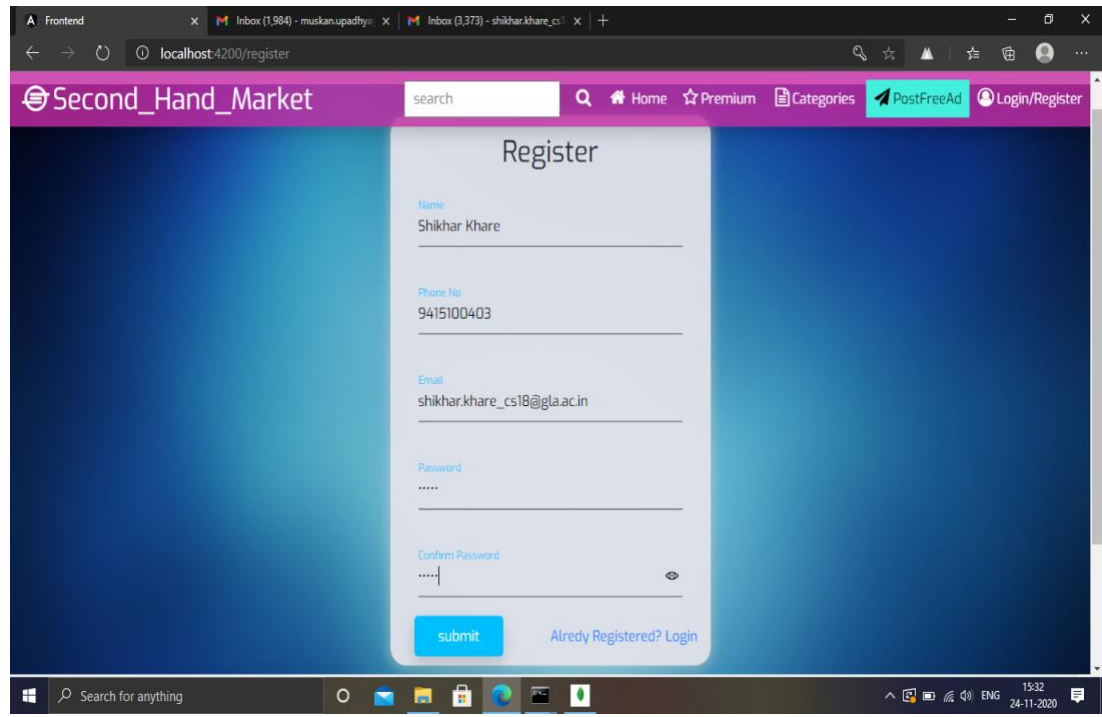 Frontend
Inbox (1,984) - muskan.upadhya
Inbox (3,373) - shikhar.khare_cs1
localhost:4200/register
Second_Hand_Market
search
Home
Premium
Categories
PostFreeAd
Login/Register
Register
Name
Shikhar Khare
Phone No
9415100403
Email
shikhar.khare_cs18@gla.ac.in
Password
•••••
Confirm Password
•••••
submit
Alredy Registered? Login
Search for anything
ENG
15:32
24-11-2020